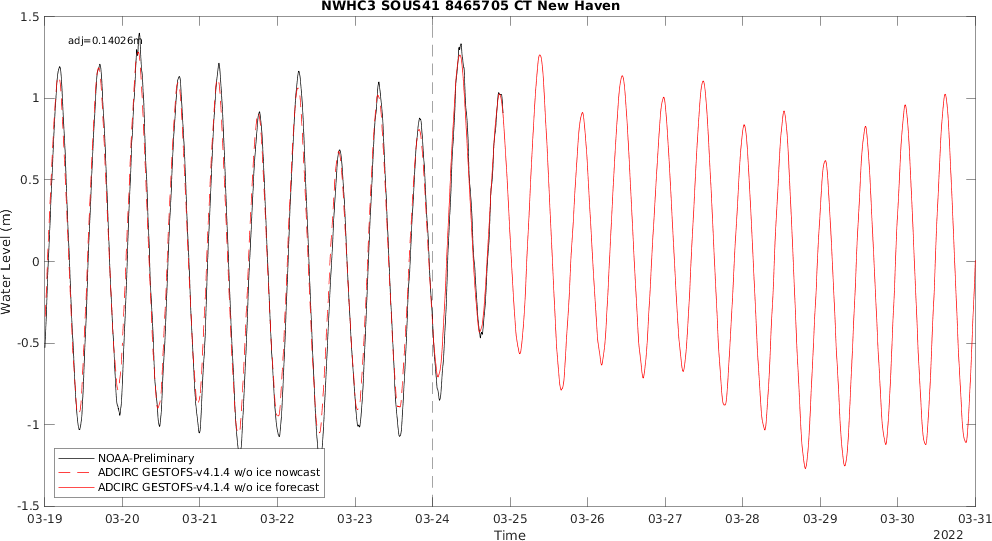 NWHC3 SOUS41 8465705 CT New Haven
adj=0.14026m
1.5
1
0.5
0
-0.5
-1
-1.5
Water Level (m)
NOAA-Preliminary
ADCIRC GESTOFS-v4.1.4 w/o ice nowcast
ADCIRC GESTOFS-v4.1.4 w/o ice forecast
03-19 03-20 03-21 03-22 03-23 03-24 03-25 03-26 03-27 03-28 03-29 03-30 03-31
Time
2022